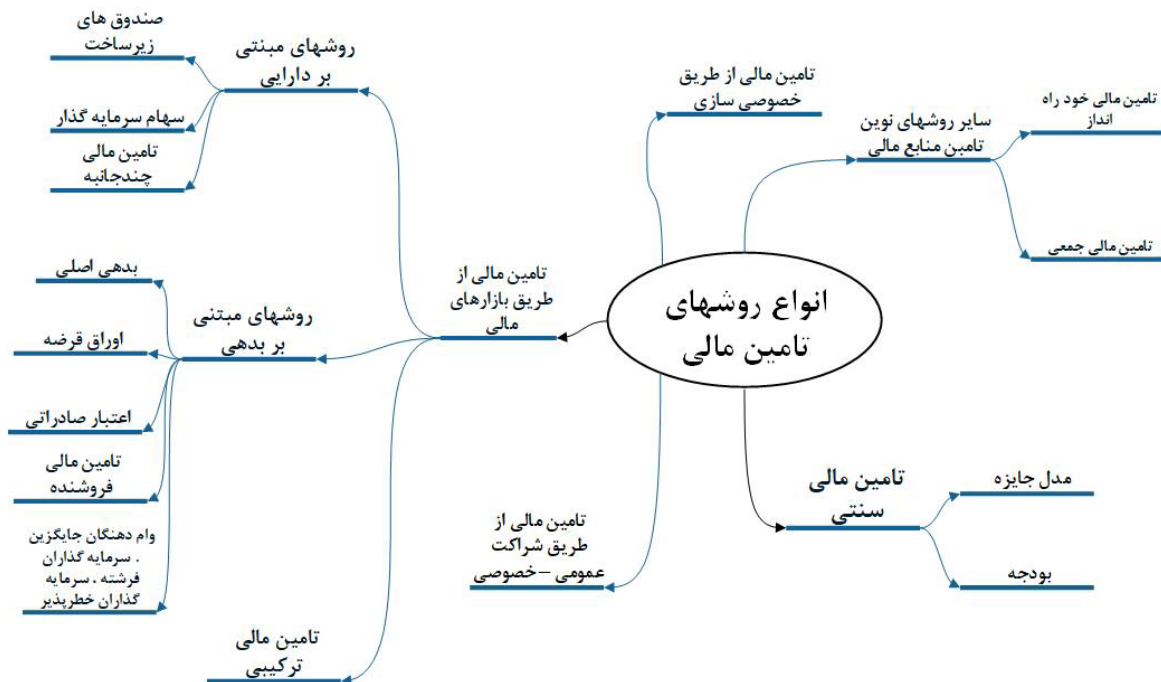 انواع روشهای
تامین مالی
سایر روشهای نوین
تامین منابع مالی
تامین مالی خود راه
انداز
تامین مالی جمعی
تامین مالی
سنتی
مدل جایزه
بودجه
تامین مالی از طریق
خصوصی سازی
تامین مالی از
طریق بازارهای
مالی
روشهای مبنتی
بر دارایی
صندوق های
زیرساخت
سهام سرمایه گذار
تامین مالی
چندجانبه
روشهای مبتنی
بر بدهی
بدهی اصلی
اوراق قرضه
اعتبار صادراتی
تامین مالی
فروشنده
وام دهنگان جایگزین
، سرمایه گذاران
فرشته ، سرمایه
گذاران خطرپذیر
تامین مالی
ترکیبی
تامین مالی از
طریق شراکت
عمومی – خصوصی